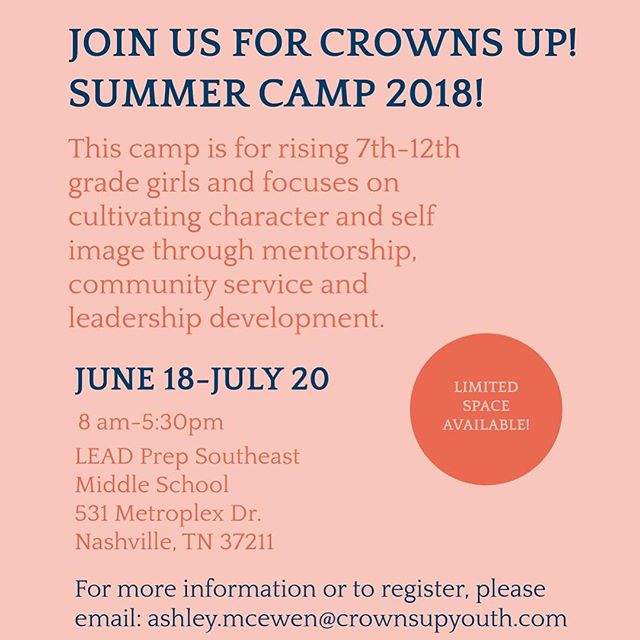 JOIN US FOR CROWNS UP!
SUMMER CAMP 2018!
This camp is for rising 7th-12th
grade girls and focuses on
cultivating character and self
image through mentorship,
community service and
leadership development.
JUNE 18-JULY 20
8 am-5:30pm
LEAD Prep Southeast
Middle School
531 Metroplex Dr.
Nashville, TN 37211
LIMITED
SPACE
AVAILABLE!
For more information or to register, please
email: ashley.mcewen@crownsupyouth.com